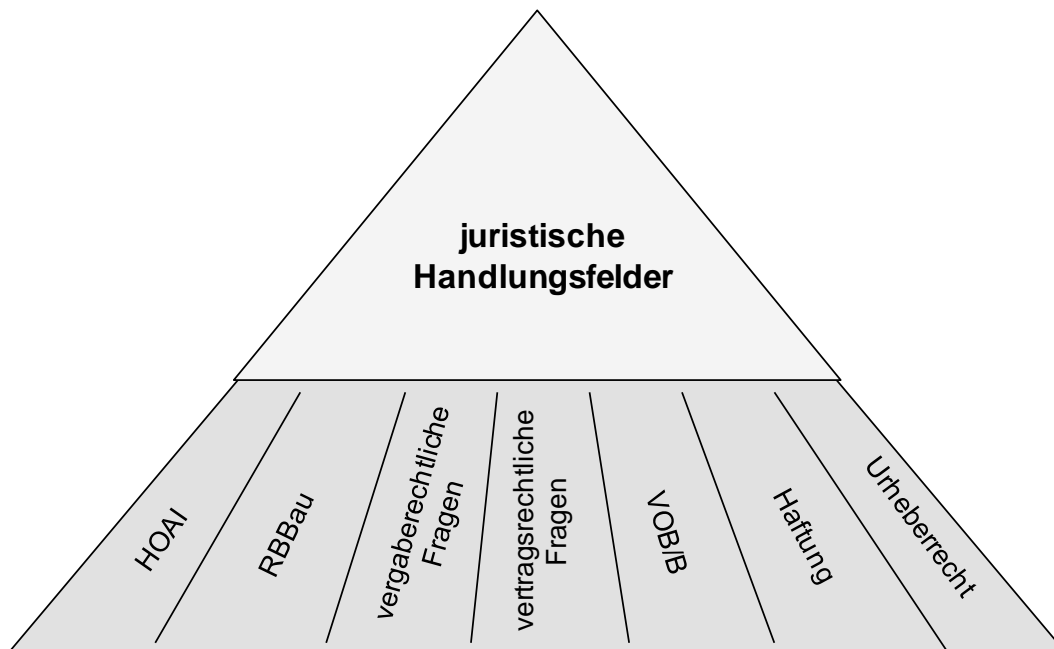 juristische
Handlungsfelder
HOAI
RBBau
vergaberechtliche
Fragen
vertragsrechtliche
Fragen
VOB/B
Haftung
Urheberrecht